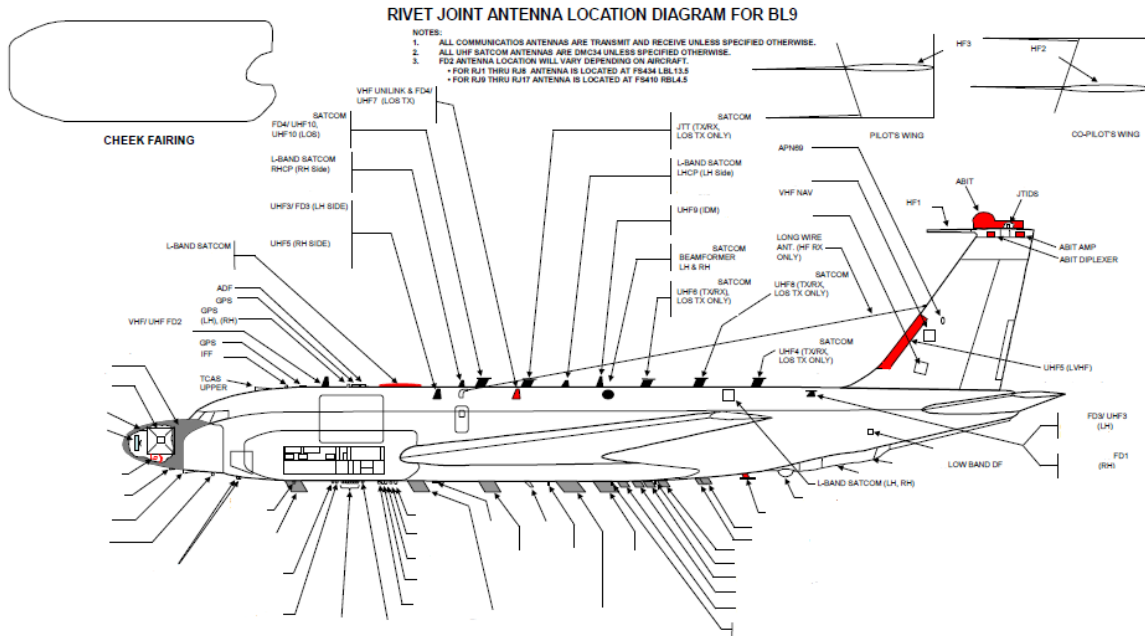 RIVET JOINT ANTENNA LOCATION DIAGRAM FOR BL9
NOTES:
1. ALL COMMUNICATIOS ANTENNAS ARE TRANSMIT AND RECEIVE UNLESS SPECIFIED OTHERWISE.
2. ALL UHF SATCOM ANTENNAS ARE DMC34 UNLESS SPECIFIED OTHERWISE.
3. FD2 ANTENNA LOCATION WILL VARY DEPENDING ON AIRCRAFT.
• FOR RJ1 THRU RJ8 ANTENNA IS LOCATED AT FS434 LBL13.5
• FOR RJ9 THRU RJ17 ANTENNA IS LOCATED AT FS410 RBL4.5
HF3
HF2
CHEEK FAIRING
PILOT'S WING
CO-PILOT'S WING
VHF UNILINK & FD4/
UHF7 (LOS TX)
SATCOM
FD4/ UHF10,
UHF10 (LOS)
SATCOM
JTT (TX/RX,
LOS TX ONLY)
L-BAND SATCOM
RHCP (RH Side)
L-BAND SATCOM
LHCP (LH Side)
APN69
VHF NAV
ABIT
JTIDS
HF1
UHF3/ FD3 (LH SIDE)
UHF5 (RH SIDE)
UHF9 (IDM)
LONG WIRE
ANT. (HF RX
ONLY)
ABIT AMP
ABIT DIPLEXER
L-BAND SATCOM
SATCOM
BEAMFORMER
LH & RH
SATCOM
UHF6 (TX/RX,
LOS TX ONLY)
SATCOM
UHF8 (TX/RX,
LOS TX ONLY)
ADF
GPS
GPS
(LH), (RH)
VHF/ UHF FD2
GPS
IFF
TCAS
UPPER
SATCOM
UHF4 (TX/RX,
LOS TX ONLY)
UHF5 (LVHF)
FD3/ UHF3
(LH)
FD1
(RH)
LOW BAND DF
L-BAND SATCOM (LH, RH)